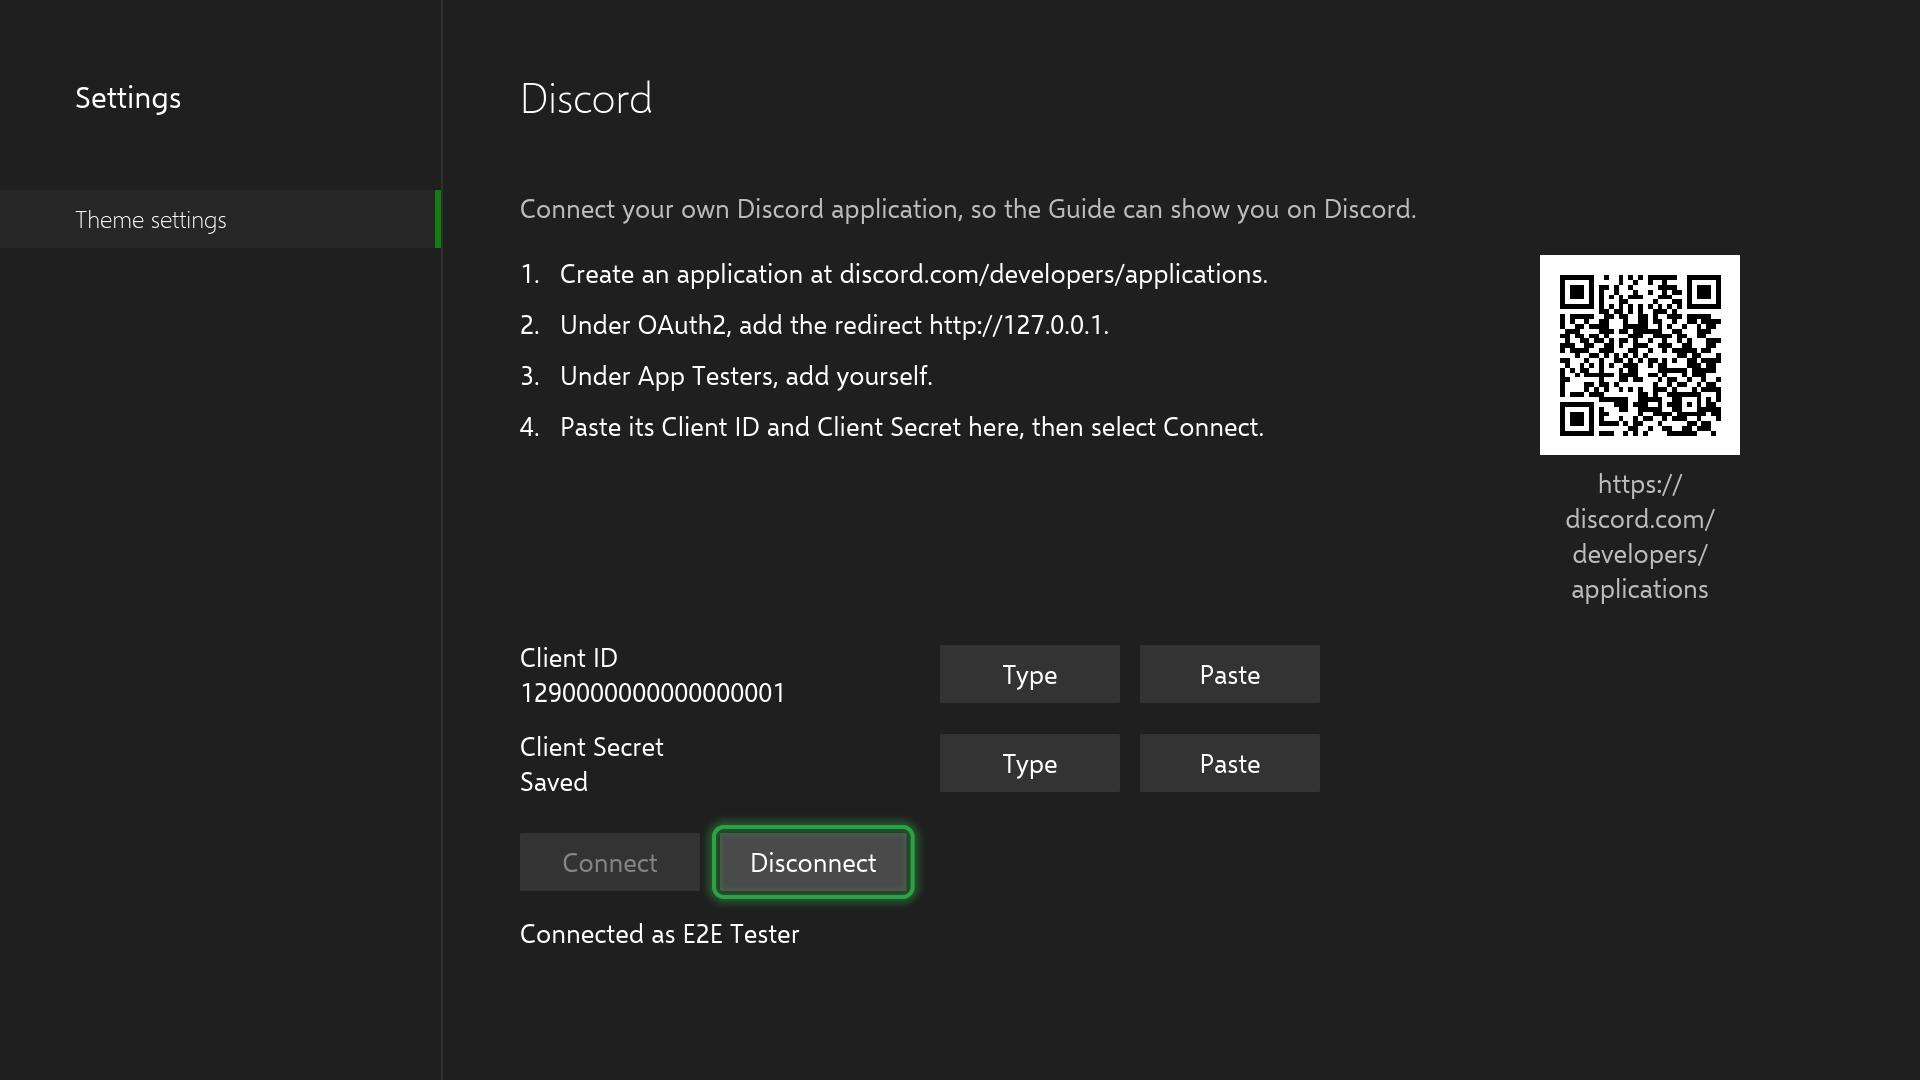 Settings
Theme settings
Discord
Connect your own Discord application, so the Guide can show you on Discord.
1. Create an application at discord.com/developers/applications.
2. Under OAuth2, add the redirect http://127.0.0.1.
3. Under App Testers, add yourself.
4. Paste its Client ID and Client Secret here, then select Connect.
https://
discord.com/
developers/
applications
Client ID
1290000000000000001
Type
Paste
Client Secret
Saved
Type
Paste
Connect
Disconnect
Connected as E2E Tester